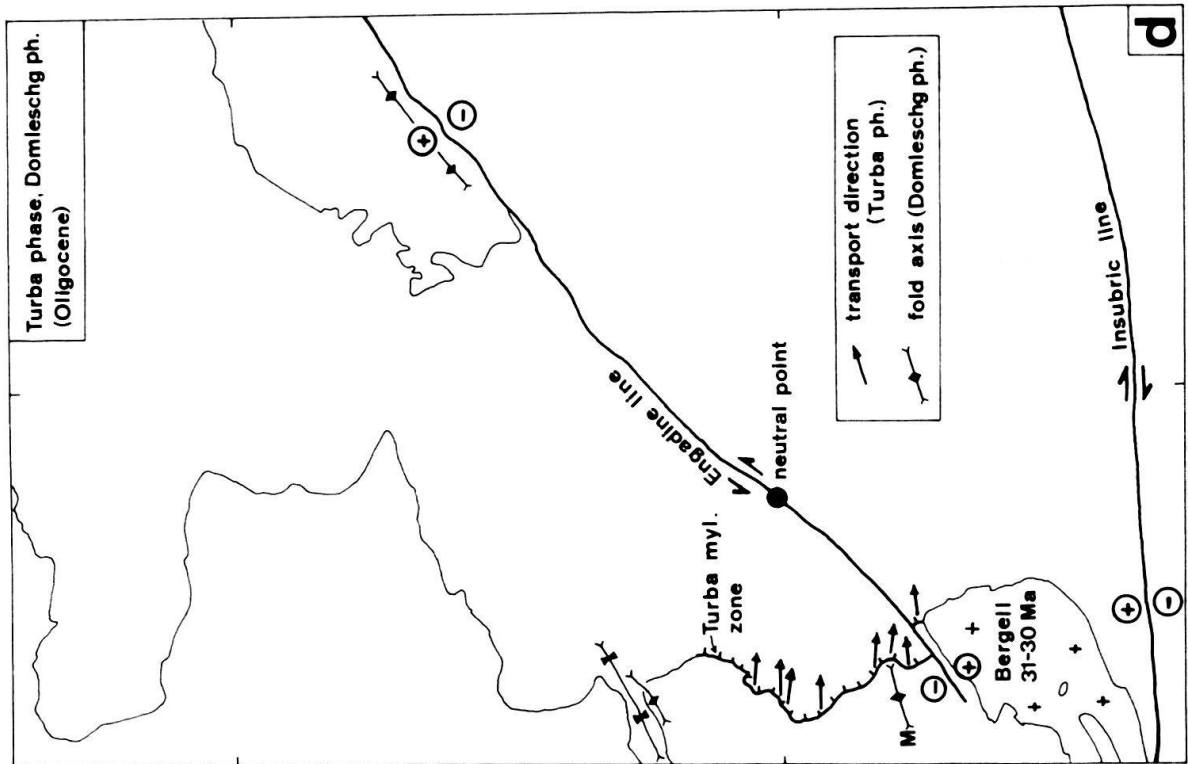 Turba phase, Domleschg ph.
(Oligocene)
d
transport direction
(Turba ph.)
fold axis (Domleschg ph.)
Engadine line
neutral point
Insubric line
Turba myl.
zone
Bergell
31-30 Ma
M